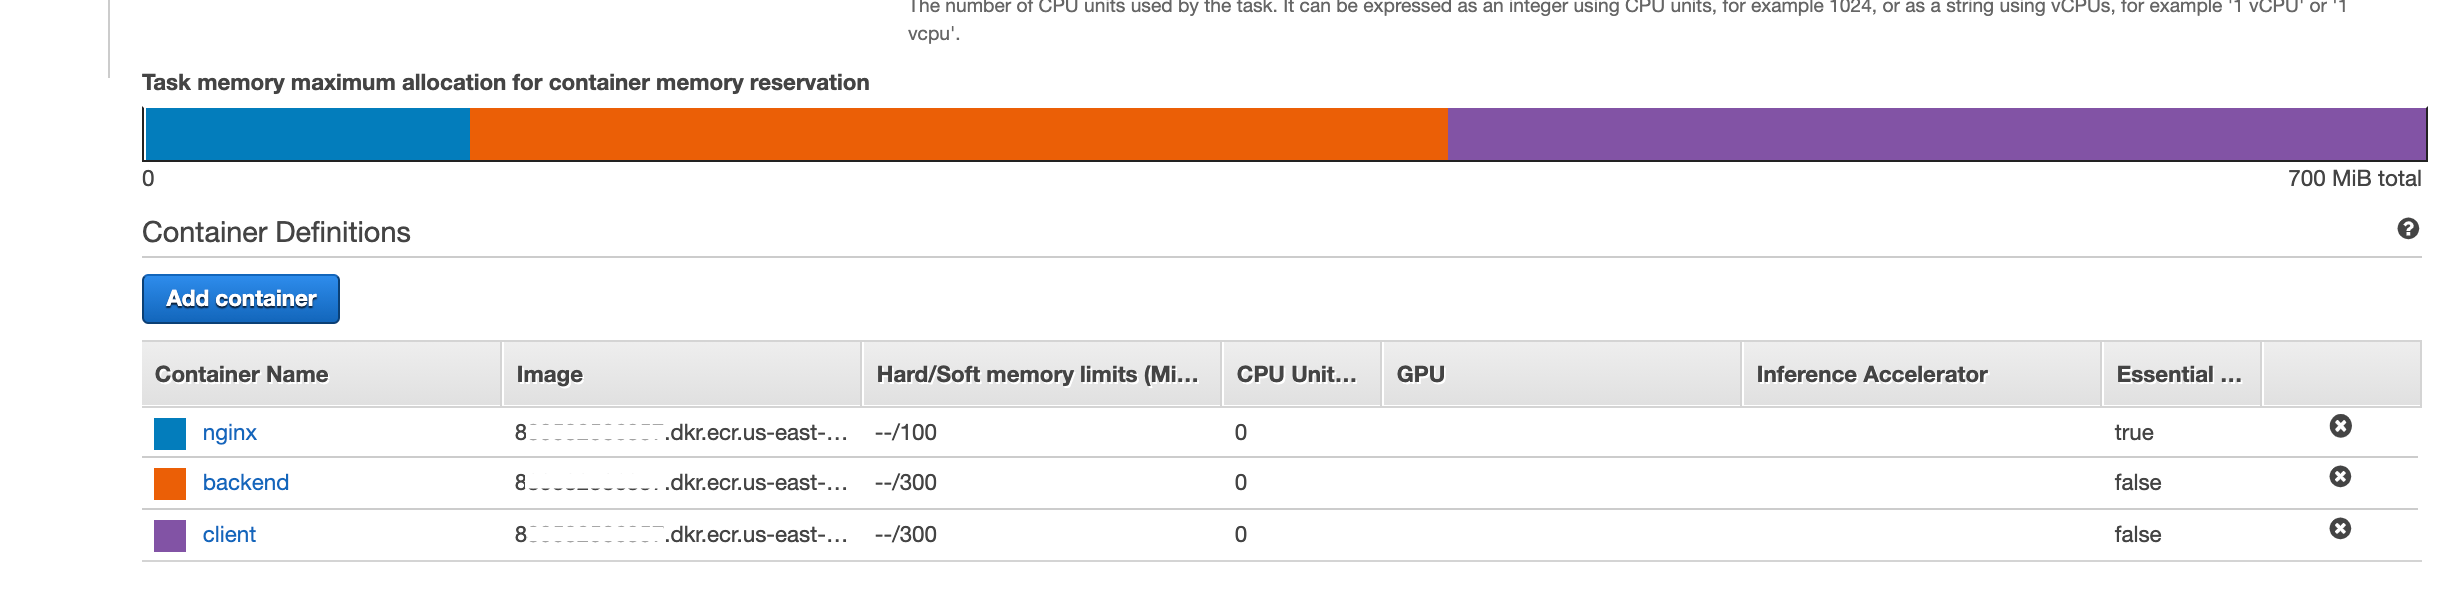 The number of CPU units used by the task. It can be expressed as an integer using CPU units, for example 1024, or as a string using vCPUs, for example '1 vCPU' or '1
vcpu'.
Task memory maximum allocation for container memory reservation
0 700 MiB total
Container Definitions
Add container
Container Name Image Hard/Soft memory limits (Mi... CPU Unit... GPU Inference Accelerator Essential ...
nginx 8 .dkr.ecr.us-east-... --/100 0 true
backend 8 .dkr.ecr.us-east-... --/300 0 false
client 8 .dkr.ecr.us-east-... --/300 0 false